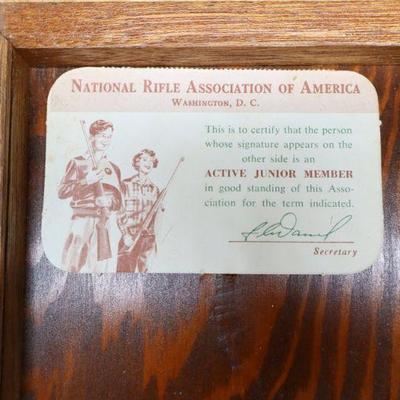 NATIONAL RIFLE ASSOCIATION OF AMERICA
WASHINGTON, D. C.
This is to certify that the person
whose signature appears on the
other side is an
ACTIVE JUNIOR MEMBER
in good standing of this Asso-
ciation for the term indicated.
Secretary